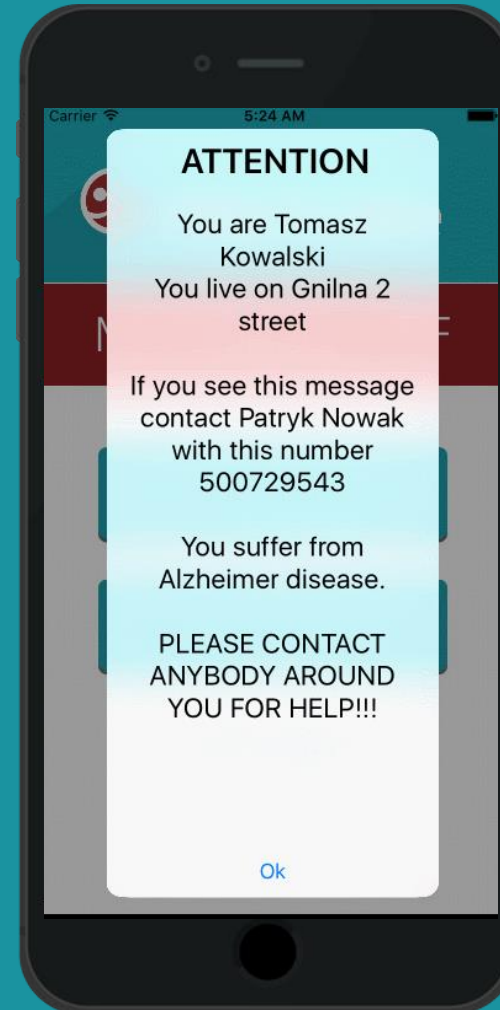 Carrier 5:24 AM
ATTENTION
You are Tomasz
Kowalski
You live on Gnilna 2
street
If you see this message
contact Patryk Nowak
with this number
500729543
You suffer from
Alzheimer disease.
PLEASE CONTACT
ANYBODY AROUND
YOU FOR HELP!!!
Ok